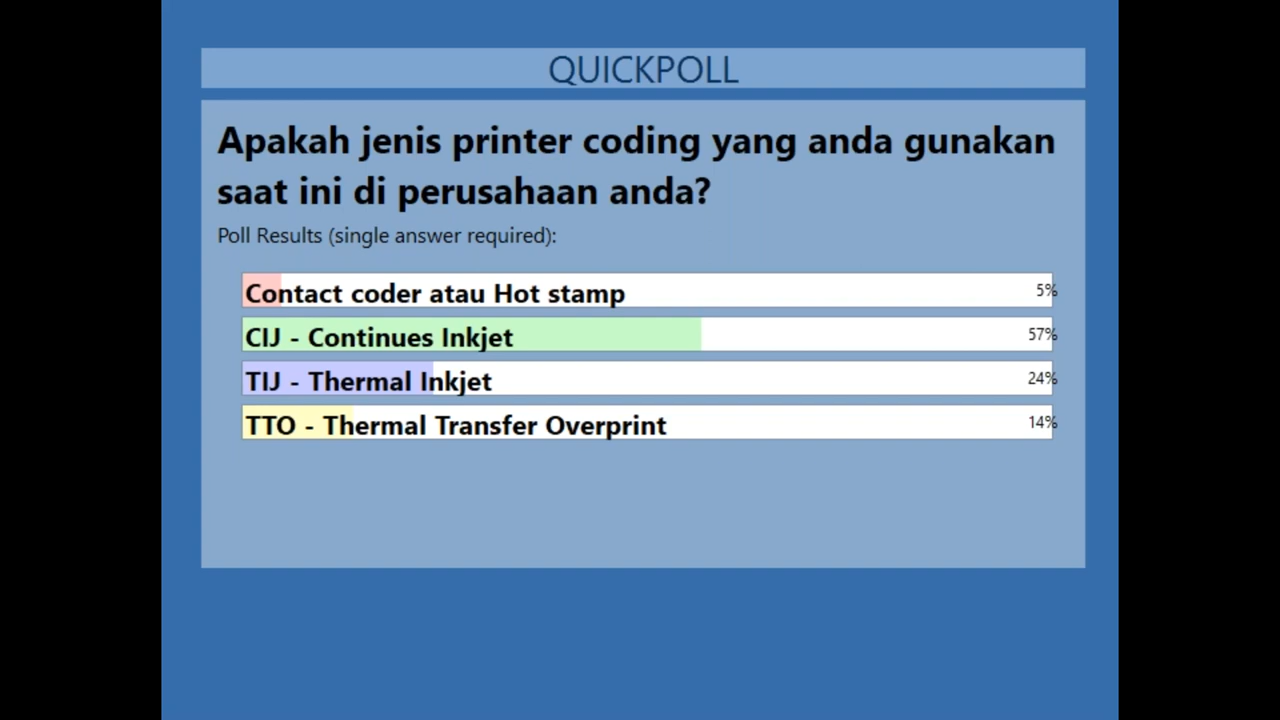 QUICKPOLL
Apakah jenis printer coding yang anda gunakan
saat ini di perusahaan anda?
Poll Results (single answer required):
Contact coder atau Hot stamp 5%
CIJ - Continues Inkjet 57%
TIJ - Thermal Inkjet 24%
TTO - Thermal Transfer Overprint 14%